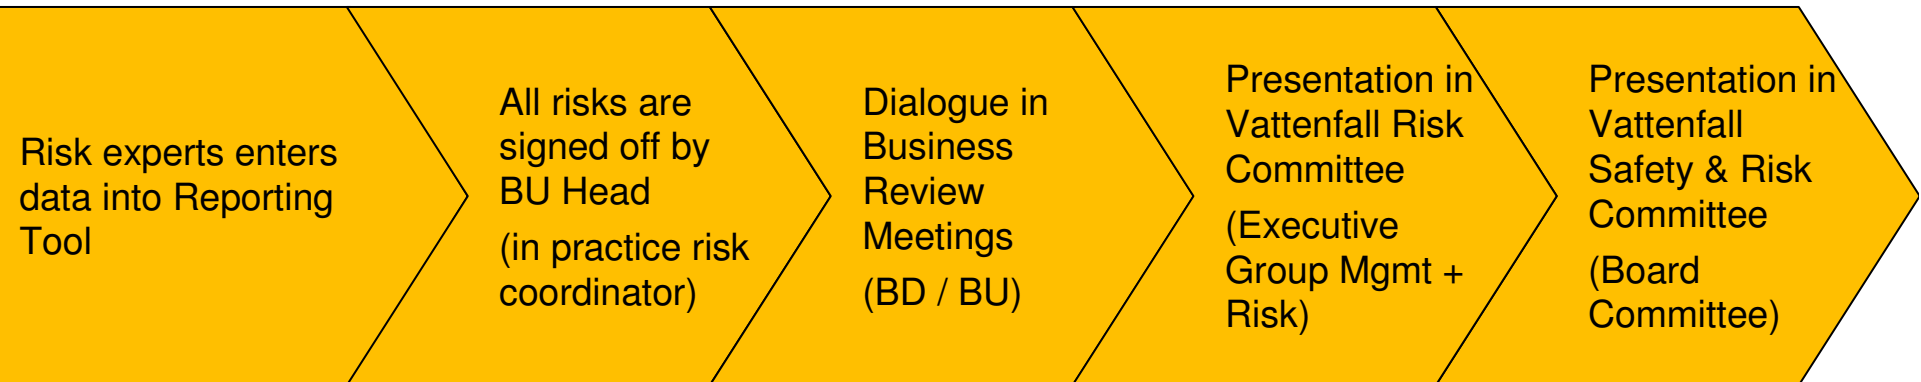 Risk experts enters
data into Reporting
Tool
All risks are
signed off by
BU Head
(in practice risk
coordinator)
Dialogue in
Business
Review
Meetings
(BD / BU)
Presentation in
Vattenfall Risk
Committee
(Executive
Group Mgmt +
Risk)
Presentation in
Vattenfall
Safety & Risk
Committee
(Board
Committee)